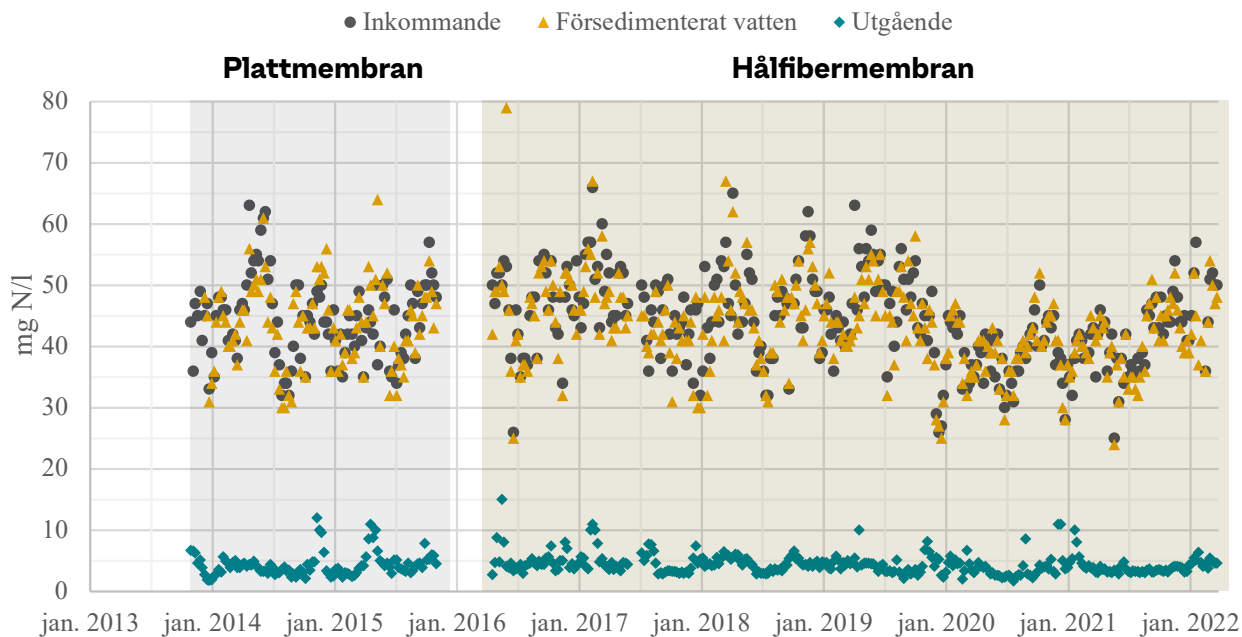 Inkommande Försedimenterat vatten Utgående
Plattmembran Hålfibermembran
mg N/l
80
70
60
50
40
30
20
10
0
jan. 2013 jan. 2014 jan. 2015 jan. 2016 jan. 2017 jan. 2018 jan. 2019 jan. 2020 jan. 2021 jan. 2022